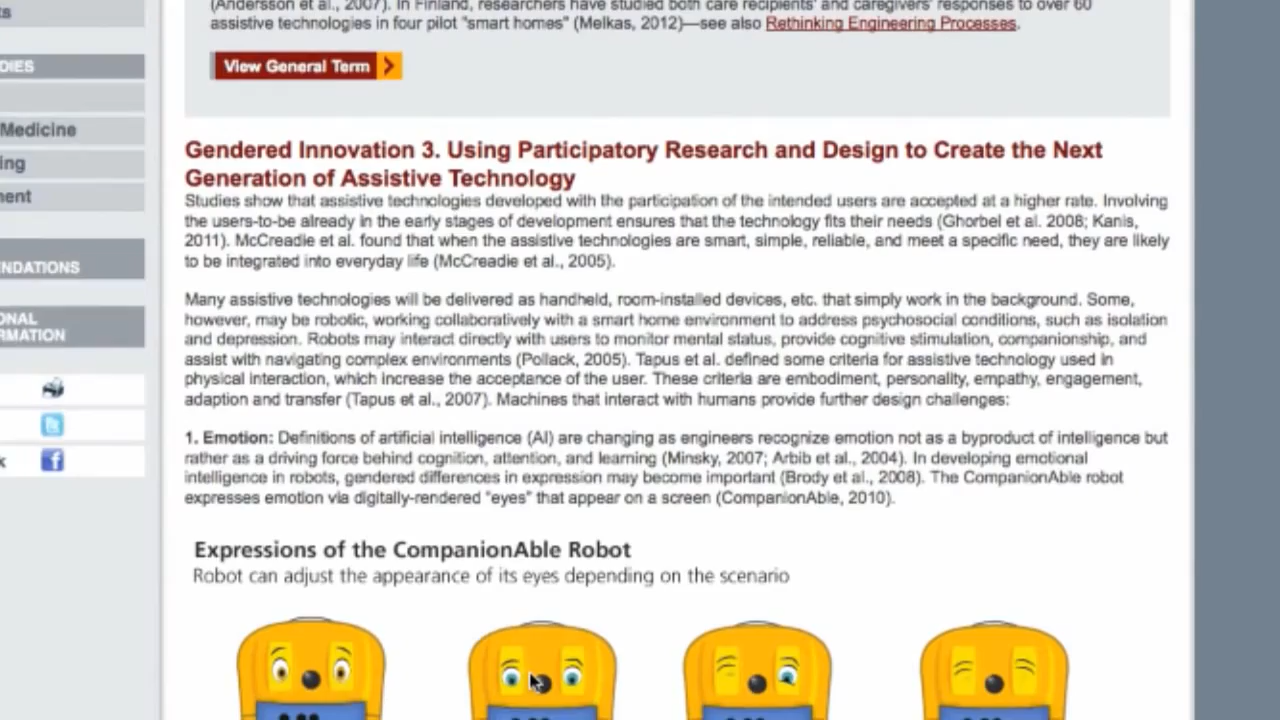 ts
(Andersson et al., 2007). In Finland, researchers have studied both care recipients' and caregivers' responses to over 60
assistive technologies in four pilot "smart homes" (Melkas, 2012)—see also Rethinking Engineering Processes.
View General Term
DIES
Medicine
ing
nent
NDATIONS
ONAL
RMATION
x
Gendered Innovation 3. Using Participatory Research and Design to Create the Next
Generation of Assistive Technology
Studies show that assistive technologies developed with the participation of the intended users are accepted at a higher rate. Involving
the users-to-be already in the early stages of development ensures that the technology fits their needs (Ghorbel et al. 2008; Kanis,
2011). McCreadie et al. found that when the assistive technologies are smart, simple, reliable, and meet a specific need, they are likely
to be integrated into everyday life (McCreadie et al., 2005).
Many assistive technologies will be delivered as handheld, room-installed devices, etc. that simply work in the background. Some,
however, may be robotic, working collaboratively with a smart home environment to address psychosocial conditions, such as isolation
and depression. Robots may interact directly with users to monitor mental status, provide cognitive stimulation, companionship, and
assist with navigating complex environments (Pollack, 2005). Tapus et al. defined some criteria for assistive technology used in
physical interaction, which increase the acceptance of the user. These criteria are embodiment, personality, empathy, engagement,
adaption and transfer (Tapus et al., 2007). Machines that interact with humans provide further design challenges:
1. Emotion: Definitions of artificial intelligence (AI) are changing as engineers recognize emotion not as a byproduct of intelligence but
rather as a driving force behind cognition, attention, and learning (Minsky, 2007; Arbib et al., 2004). In developing emotional
intelligence in robots, gendered differences in expression may become important (Brody et al., 2008). The CompanionAble robot
expresses emotion via digitally-rendered "eyes" that appear on a screen (CompanionAble, 2010).
Expressions of the CompanionAble Robot
Robot can adjust the appearance of its eyes depending on the scenario